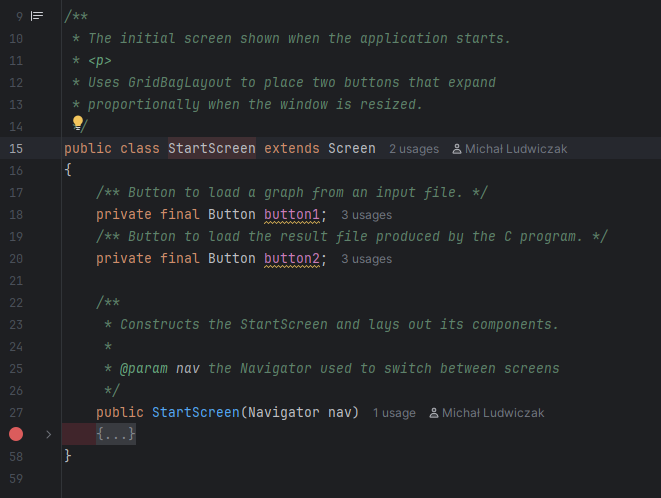 9 /**
10 * The initial screen shown when the application starts.
11 * <p>
12 * Uses GridBagLayout to place two buttons that expand
13 * proportionally when the window is resized.
14 /
15 public class StartScreen extends Screen 2 usages Michał Ludwiczak
16 {
17 /** Button to load a graph from an input file. */
18 private final Button button1; 3 usages
19 /** Button to load the result file produced by the C program. */
20 private final Button button2; 3 usages
21
22 /**
23 * Constructs the StartScreen and lays out its components.
24 *
25 * @param nav the Navigator used to switch between screens
26 */
27 public StartScreen(Navigator nav) 1 usage Michał Ludwiczak
{...}
58 }
59